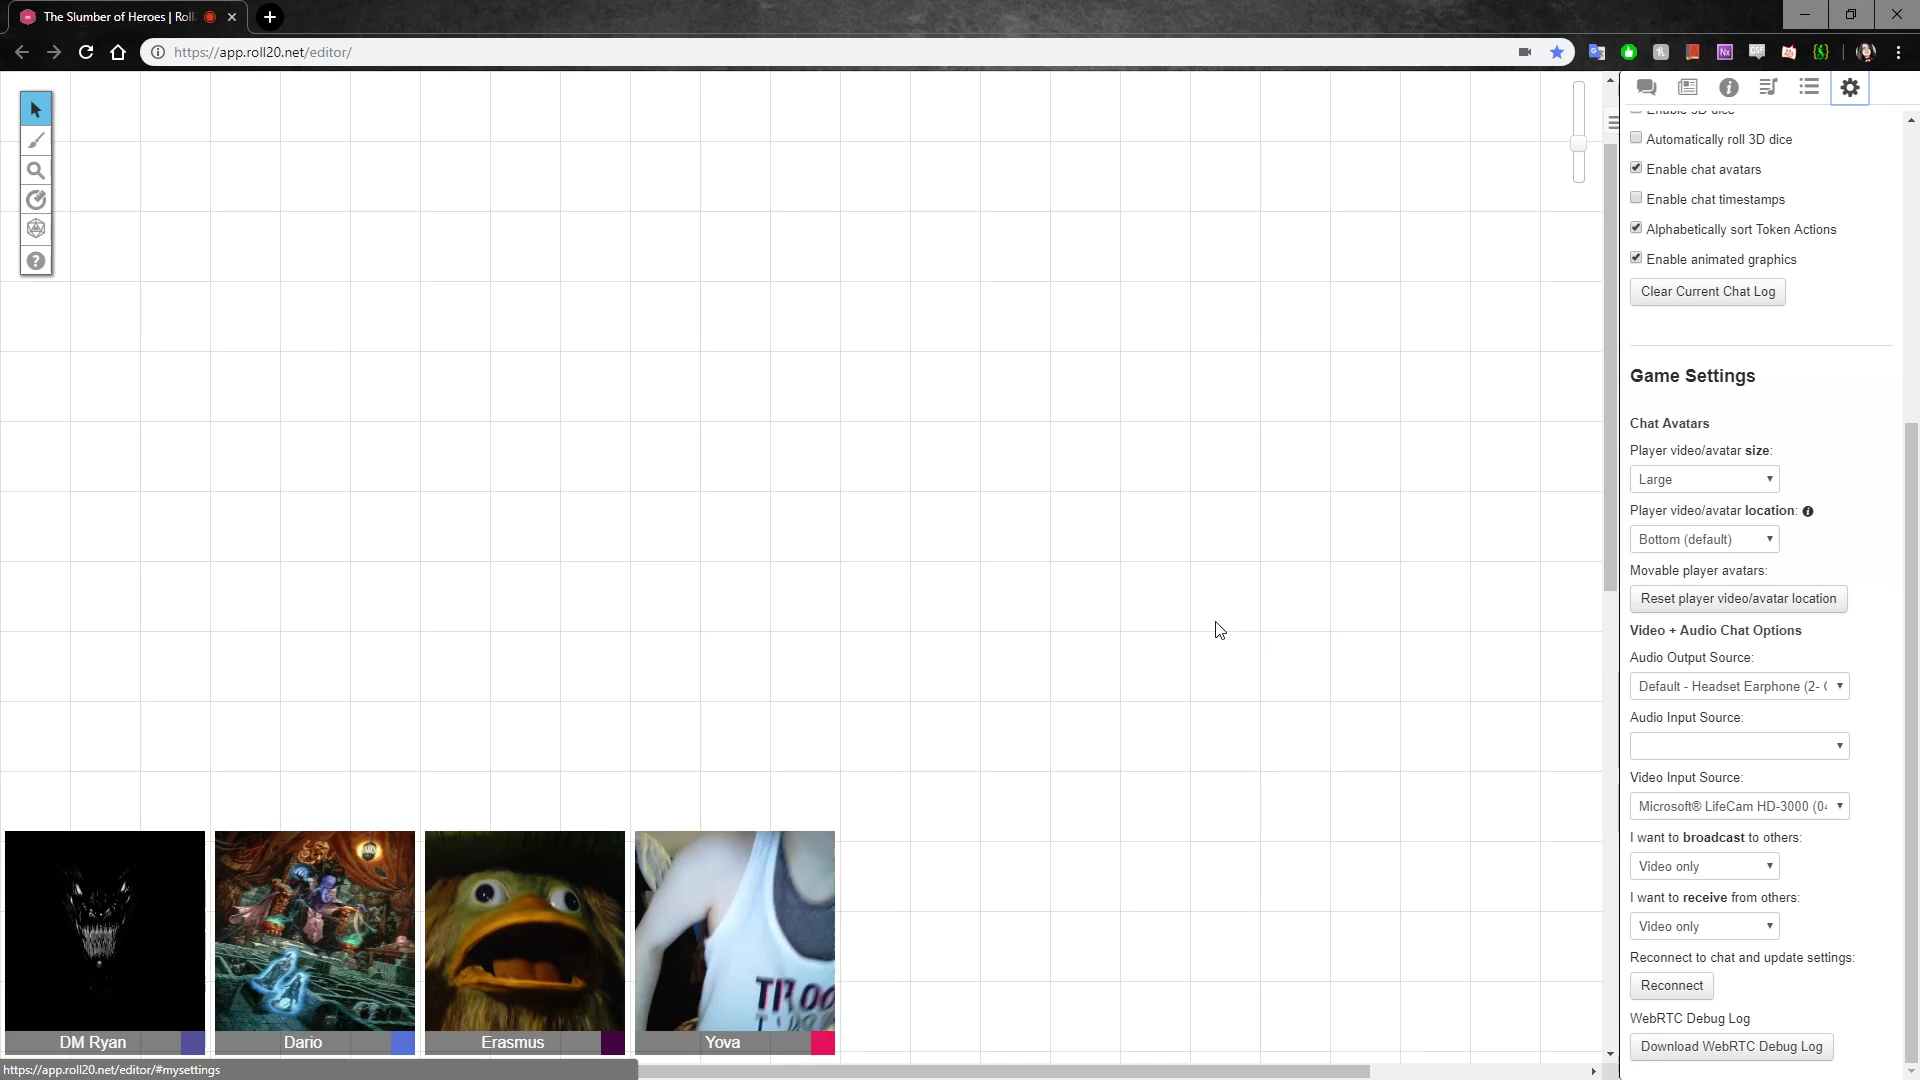 The Slumber of Heroes | Roll
https://app.roll20.net/editor/
Enable 3D dice
Automatically roll 3D dice
Enable chat avatars
Enable chat timestamps
Alphabetically sort Token Actions
Enable animated graphics
Clear Current Chat Log
Game Settings
Chat Avatars
Player video/avatar size:
Large
Player video/avatar location:
Bottom (default)
Movable player avatars:
Reset player video/avatar location
Video + Audio Chat Options
Audio Output Source:
Default - Headset Earphone (2- 
Audio Input Source:
Video Input Source:
Microsoft® LifeCam HD-3000 (04
I want to broadcast to others:
Video only
I want to receive from others:
Video only
Reconnect to chat and update settings:
Reconnect
WebRTC Debug Log
Download WebRTC Debug Log
DM Ryan
Dario
Erasmus
Yova
https://app.roll20.net/editor/#mysettings